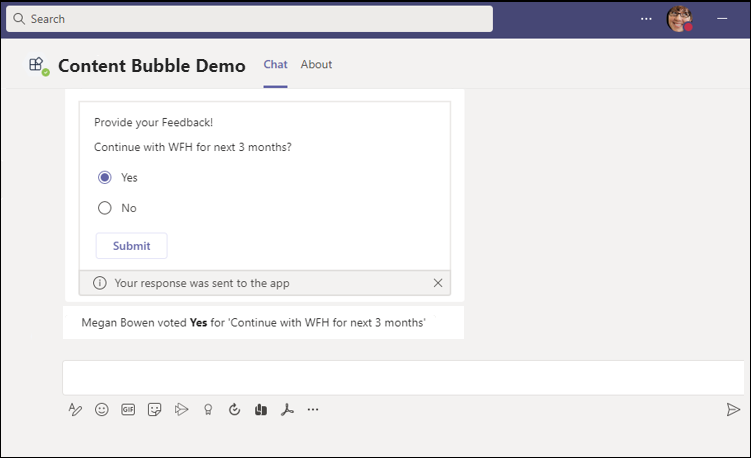 Search
Content Bubble Demo Chat About
Provide your Feedback!
Continue with WFH for next 3 months?
Yes
No
Submit
Your response was sent to the app
Megan Bowen voted Yes for 'Continue with WFH for next 3 months'
GIF